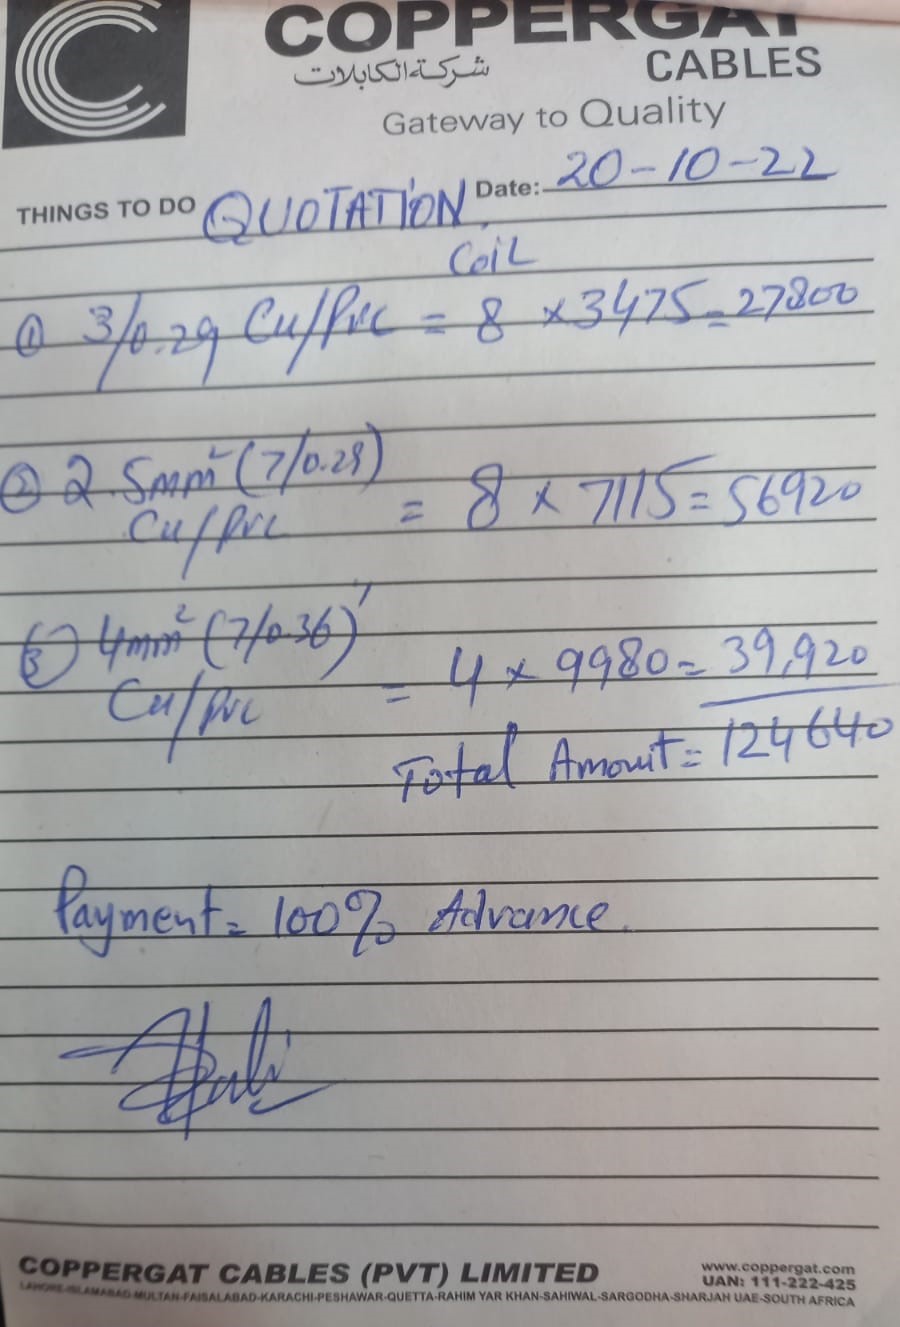 COPPERGAT
شركة الكابلات CABLES
Gateway to Quality
THINGS TO DO QUOTATION Date: 20-10-22
Coil
① 3/0.29 Cu/Pvc = 8 × 3475 = 27800
② 2.5mm² (7/0.29)
Cu/Pvc = 8 × 7115 = 56920
③ 4mm² (7/0.36)
Cu/Pvc = 4 × 9980 = 39,920
Total Amount = 124640
Payment = 100% Advance.
COPPERGAT CABLES (PVT) LIMITED
www.coppergat.com
UAN: 111-222-425
LAHORE-ISLAMABAD-MULTAN-FAISALABAD-KARACHI-PESHAWAR-QUETTA-RAHIM YAR KHAN-SAHIWAL-SARGODHA-SHARJAH UAE-SOUTH AFRICA